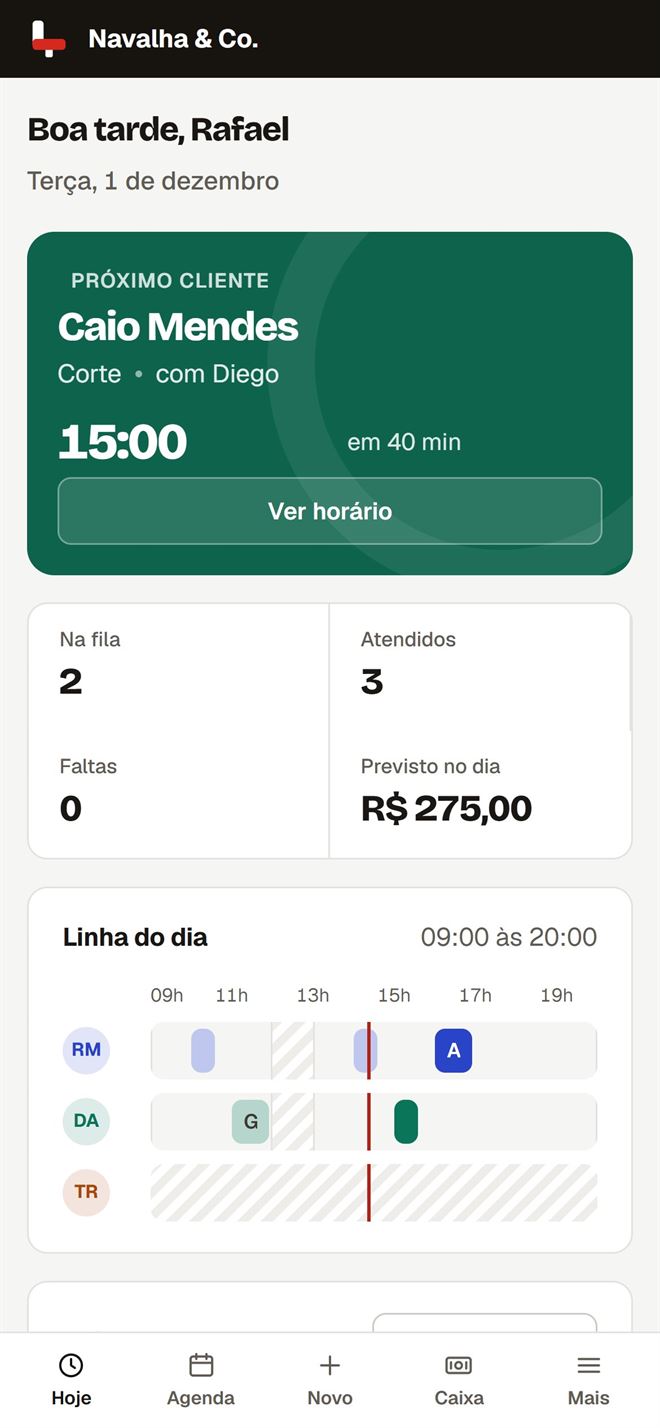 Navalha & Co.
Boa tarde, Rafael
Terça, 1 de dezembro
PRÓXIMO CLIENTE
Caio Mendes
Corte • com Diego
15:00 em 40 min
Ver horário
Na fila
2
Atendidos
3
Faltas
0
Previsto no dia
R$ 275,00
Linha do dia 09:00 às 20:00
09h 11h 13h 15h 17h 19h
RM A
DA G
TR
Hoje Agenda Novo Caixa Mais